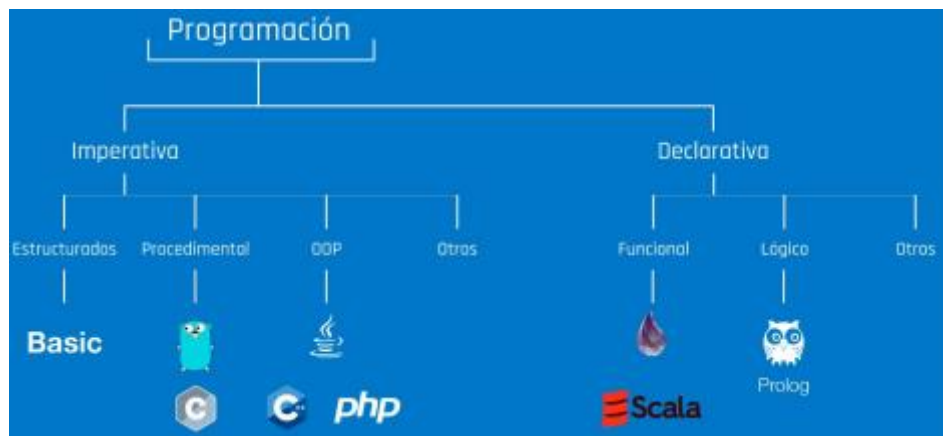 Programación
Imperativa
Declarativa
Estructurados
Procedimental
OOP
Otros
Funcional
Lógico
Otros
Basic
C
C++
php
Scala
Prolog